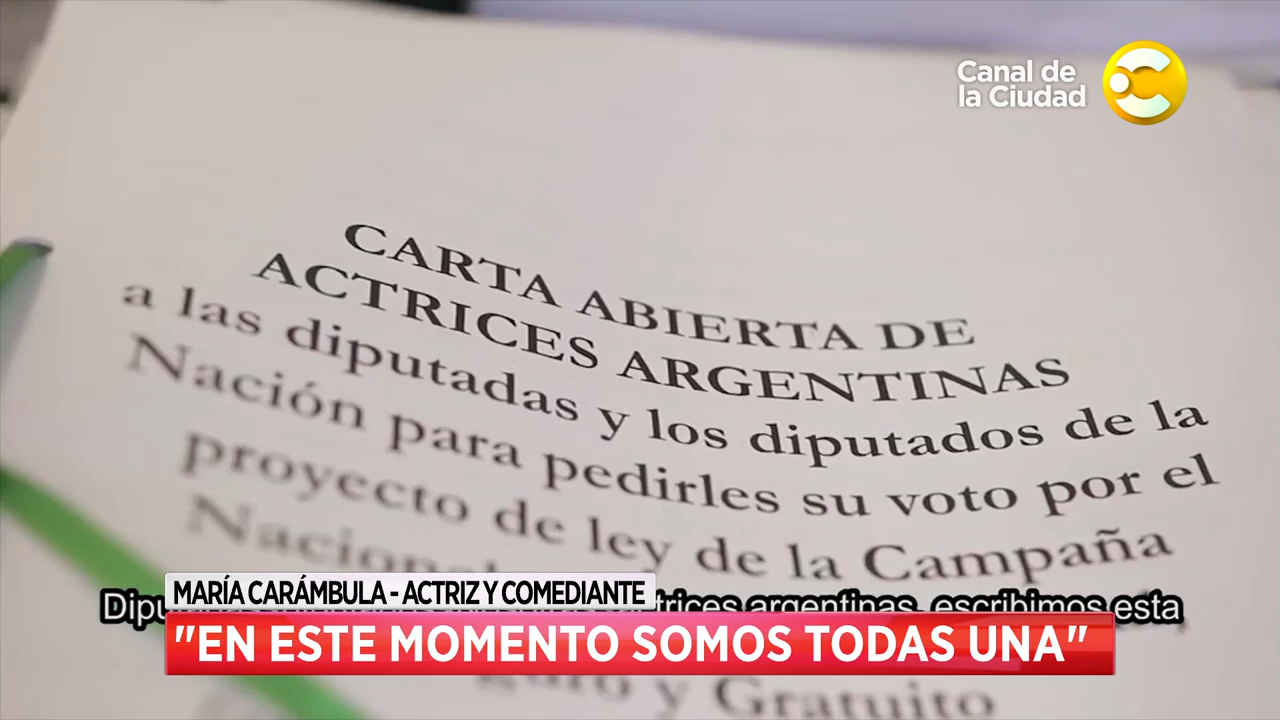 Canal de
la Ciudad
CARTA ABIERTA DE
ACTRICES ARGENTINAS
a las diputadas y los diputados de la
Nación para pedirles su voto por el
proyecto de ley de la Campaña
Nacional
MARÍA CARÁMBULA - ACTRIZ Y COMEDIANTE
argentinas, escribimos esta
"EN ESTE MOMENTO SOMOS TODAS UNA"
y Gratuito